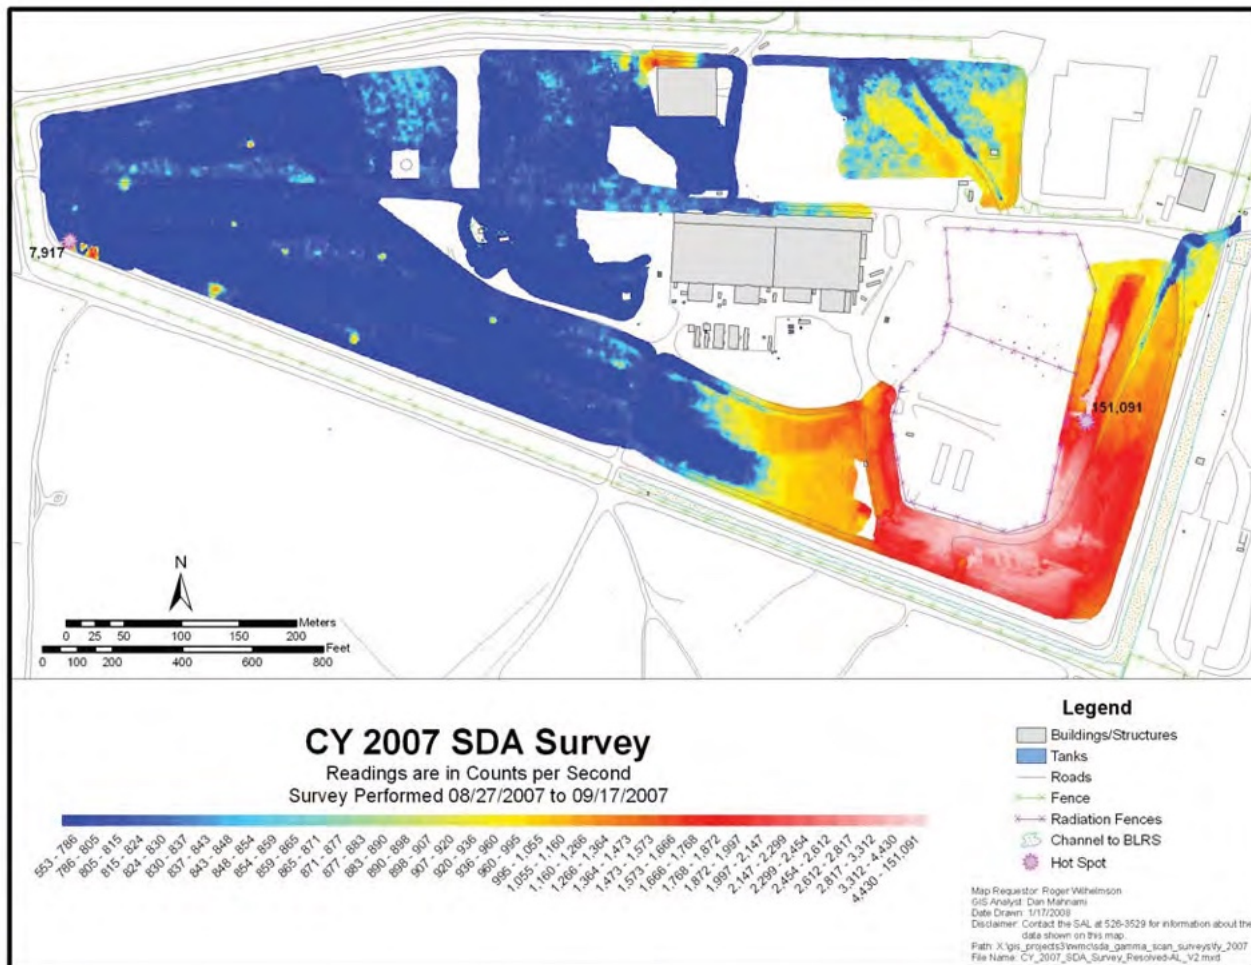 7,917
151,091
N
Meters
0 25 50 100 150 200
Feet
0 100 200 400 600 800
CY 2007 SDA Survey
Readings are in Counts per Second
Survey Performed 08/27/2007 to 09/17/2007
553 - 786
786 - 805
805 - 815
815 - 824
824 - 830
830 - 837
837 - 843
843 - 848
848 - 854
854 - 859
859 - 865
865 - 871
871 - 877
877 - 883
883 - 890
890 - 898
898 - 907
907 - 920
920 - 936
936 - 960
960 - 995
995 - 1,055
1,055 - 1,160
1,160 - 1,266
1,266 - 1,364
1,364 - 1,473
1,473 - 1,573
1,573 - 1,666
1,666 - 1,768
1,768 - 1,872
1,872 - 1,997
1,997 - 2,147
2,147 - 2,299
2,299 - 2,454
2,454 - 2,612
2,612 - 2,817
2,817 - 3,312
3,312 - 4,430
4,430 - 151,091
Legend
Buildings/Structures
Tanks
Roads
Fence
Radiation Fences
Channel to BLRS
Hot Spot
Map Requestor: Roger Wilhelmson
GIS Analyst: Dan Mahnami
Date Drawn: 1/17/2008
Disclaimer: Contact the SAL at 526-3529 for information about the
data shown on this map.
Path: X:\gis_projects3\rwmc\sda_gamma_scan_surveys\fy_2007
File Name: CY_2007_SDA_Survey_Resolved-AL_V2.mxd